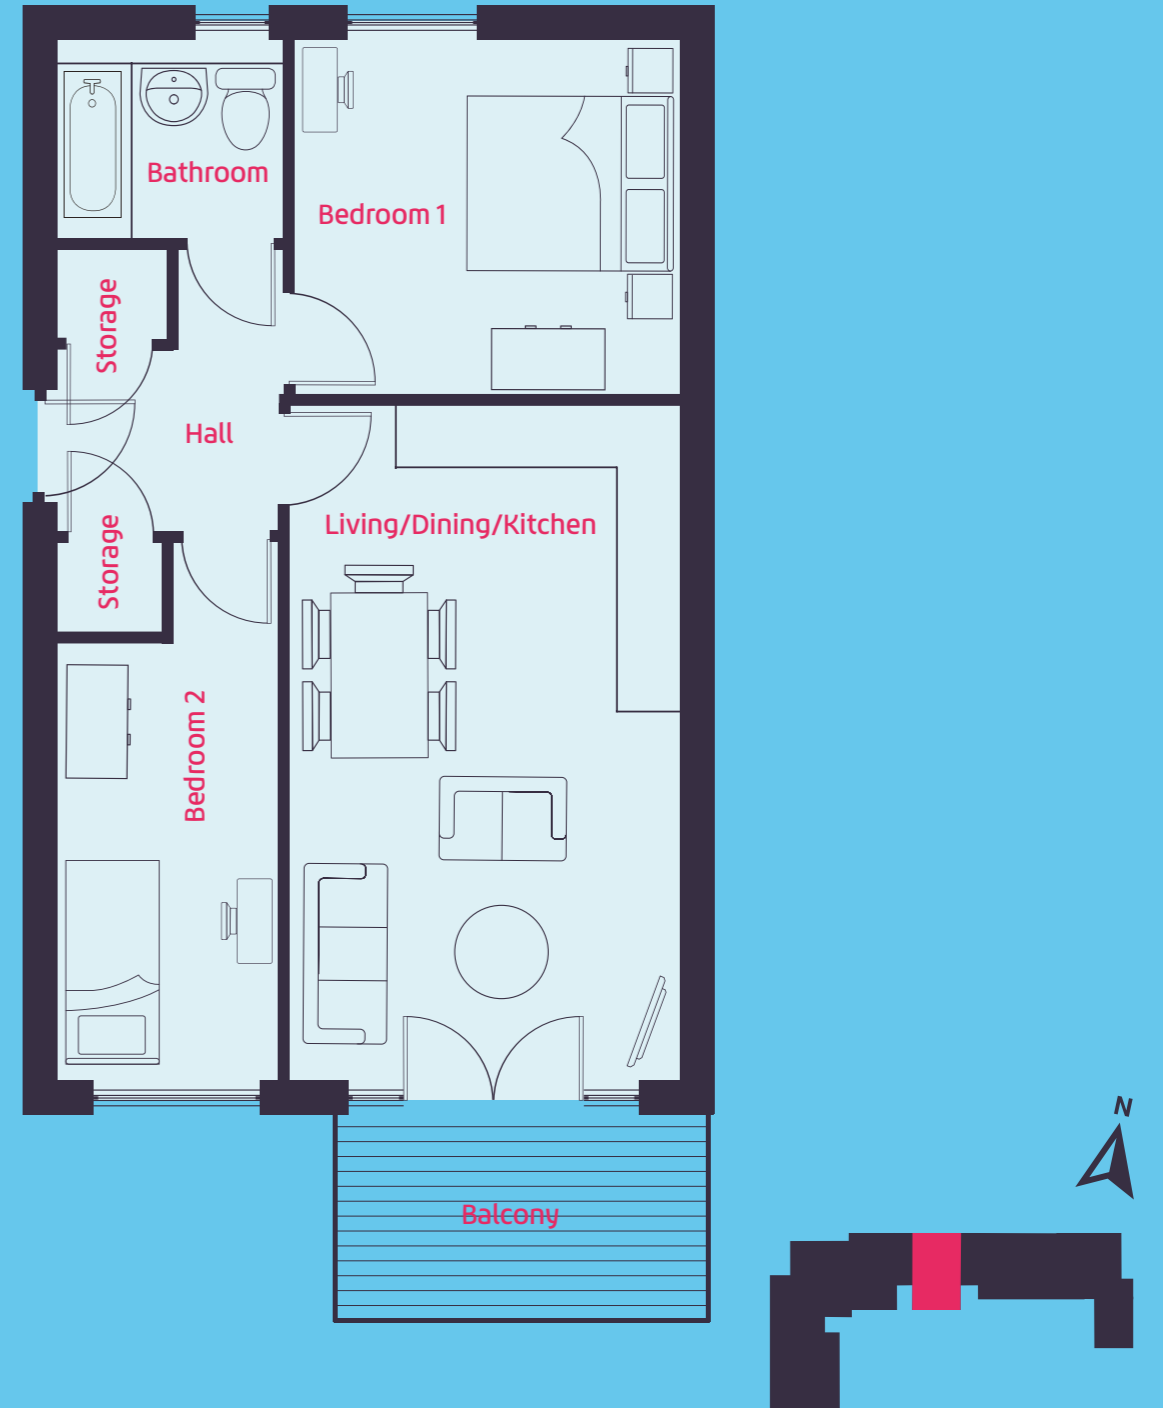 Bathroom
Bedroom 1
Storage
Hall
Living/Dining/Kitchen
Storage
Bedroom 2
Balcony
N